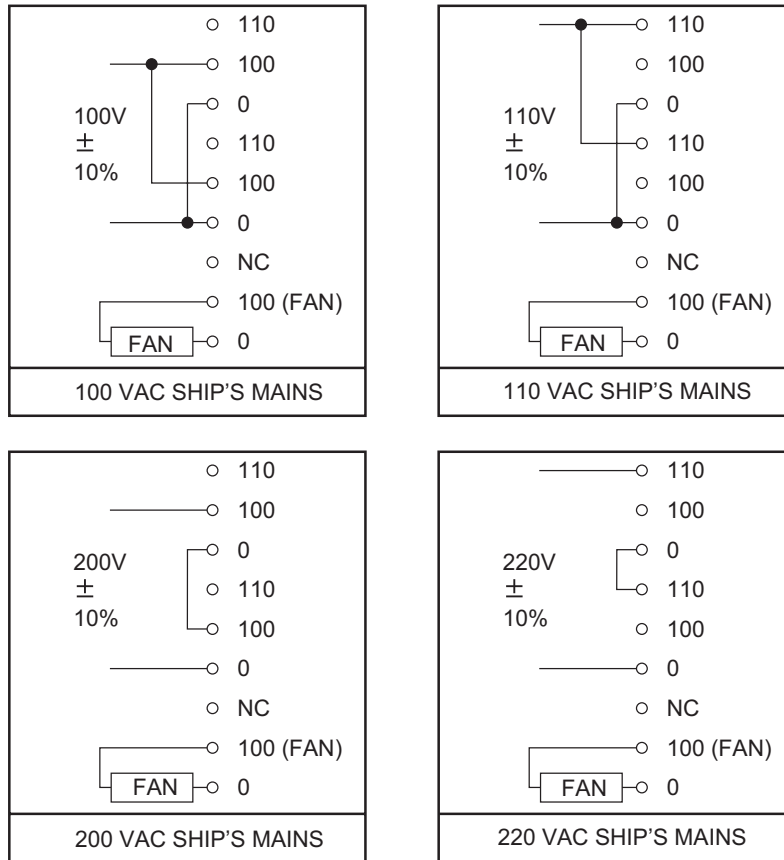 110
100
0
110
100
0
NC
100 (FAN)
0
100V
±
10%
FAN
100 VAC SHIP'S MAINS
110
100
0
110
100
0
NC
100 (FAN)
0
110V
±
10%
FAN
110 VAC SHIP'S MAINS
110
100
0
110
100
0
NC
100 (FAN)
0
200V
±
10%
FAN
200 VAC SHIP'S MAINS
110
100
0
110
100
0
NC
100 (FAN)
0
220V
±
10%
FAN
220 VAC SHIP'S MAINS